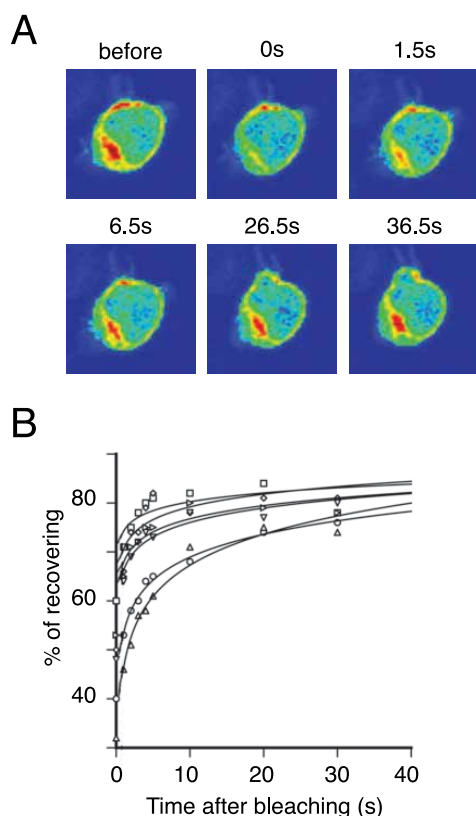 A
before 0s 1.5s
6.5s 26.5s 36.5s
B
% of recovering
80
60
40
0 10 20 30 40
Time after bleaching (s)